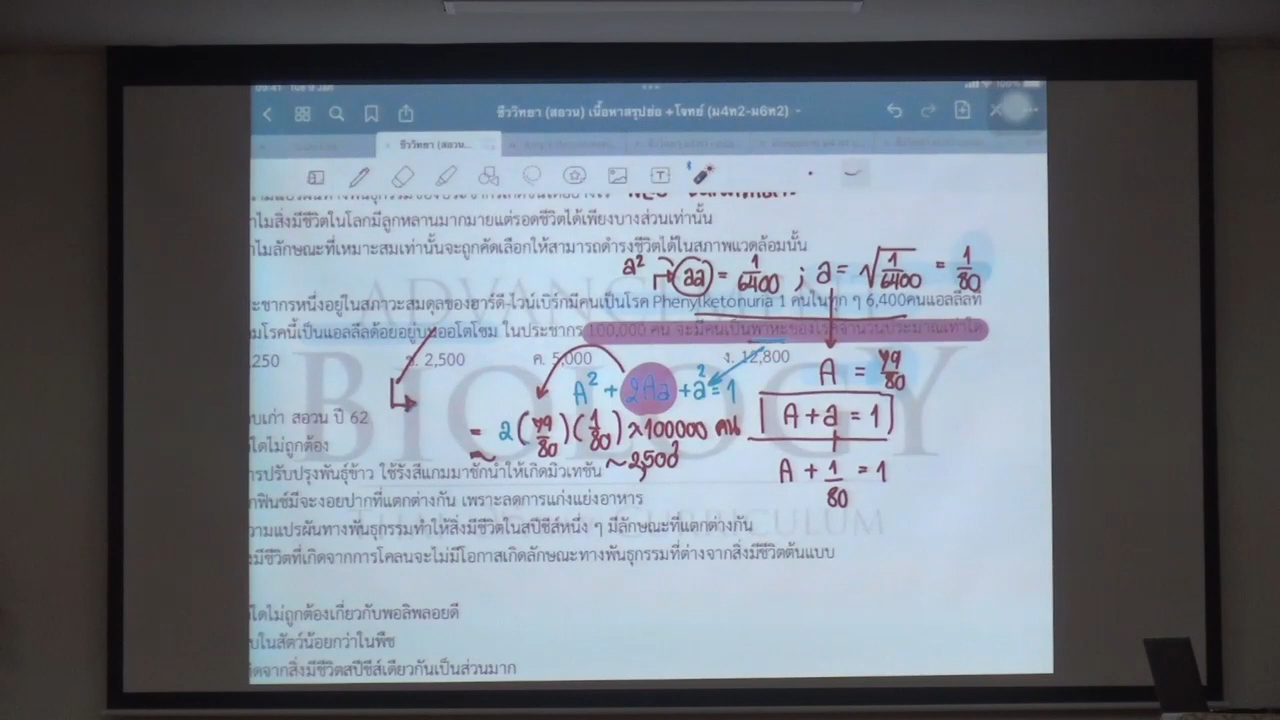 09:41 Tue 9 Jan
100%
ชีววิทยา (สอวน) เนื้อหาสรุปย่อ +โจทย์ (ม4ท2-ม6ท2)
ชีววิทยา (สอวน...
ำไมสิ่งมีชีวิตในโลกมีลูกหลานมากมายแต่รอดชีวิตได้เพียงบางส่วนเท่านั้น
ำไมลักษณะที่เหมาะสมเท่านั้นจะถูกคัดเลือกให้สามารถดำรงชีวิตได้ในสภาพแวดล้อมนั้น
a² aa = 1/6400 ; a = √1/6400 = 1/80
ระชากรหนึ่งอยู่ในสภาวะสมดุลของฮาร์ดี-ไวน์เบิร์กมีคนเป็นโรค Phenylketonuria 1 คนในทุก ๆ 6,400คนแอลลีลที่
มโรคนี้เป็นแอลลีลด้อยอยู่บนออโตโซม ในประชากร 100,000 คน จะมีคนเป็นพาหะของโรคจำนวนประมาณเท่าใด
,250 ข. 2,500 ค. 5,000 ง. 12,800
A = 79/80
A² + 2Aa + a² = 1
A + a = 1
= 2 (79/80) (1/80) × 100000 คน
~2,500
A + 1/80 = 1
BIOLOGY
บเก่า สอวน ปี 62
ใดไม่ถูกต้อง
ารปรับปรุงพันธุ์ข้าว ใช้รังสีแกมมาชักนำให้เกิดมิวเทชัน
กฟินช์มีจะงอยปากที่แตกต่างกัน เพราะลดการแก่งแย่งอาหาร
วามแปรผันทางพันธุกรรมทำให้สิ่งมีชีวิตในสปีชีส์หนึ่ง ๆ มีลักษณะที่แตกต่างกัน
งมีชีวิตที่เกิดจากการโคลนจะไม่มีโอกาสเกิดลักษณะทางพันธุกรรมที่ต่างจากสิ่งมีชีวิตต้นแบบ
ใดไม่ถูกต้องเกี่ยวกับพอลิพลอยดี
บในสัตว์น้อยกว่าในพืช
กิดจากสิ่งมีชีวิตสปีชีส์เดียวกันเป็นส่วนมาก